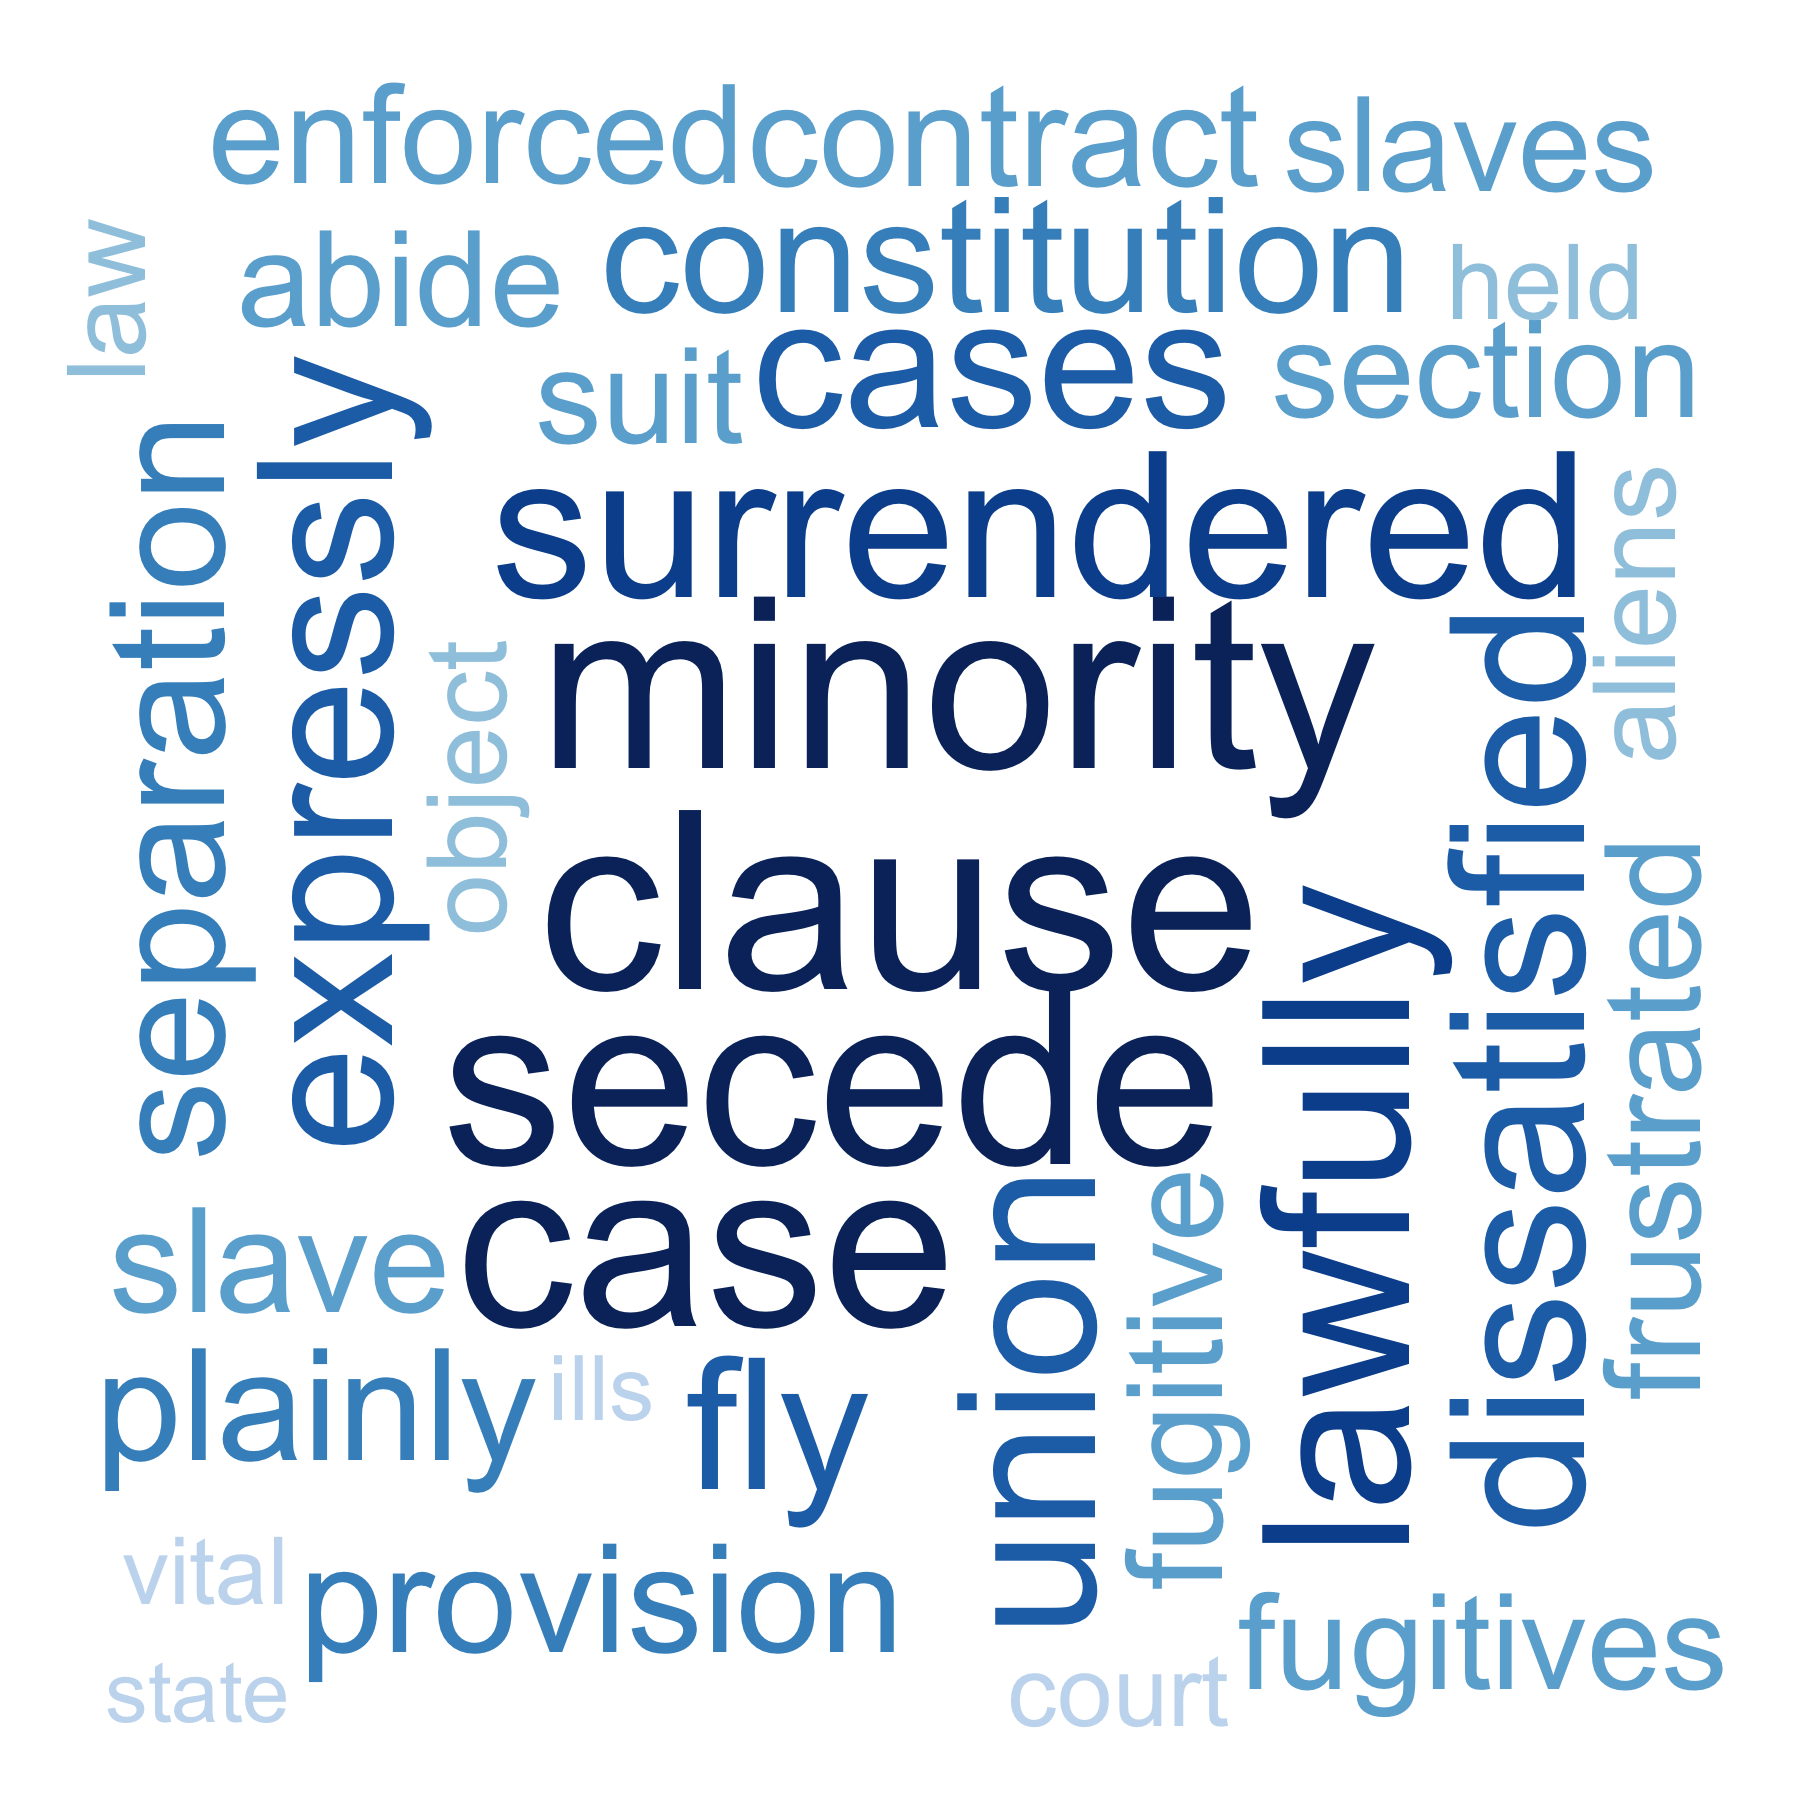 enforced contract slaves
law abide constitution held
suit cases section
separation expressly surrendered aliens
object minority dissatisfied
clause frustrated
secede lawfully
slave case union fugitive
plainly ills fly
vital provision
state court fugitives